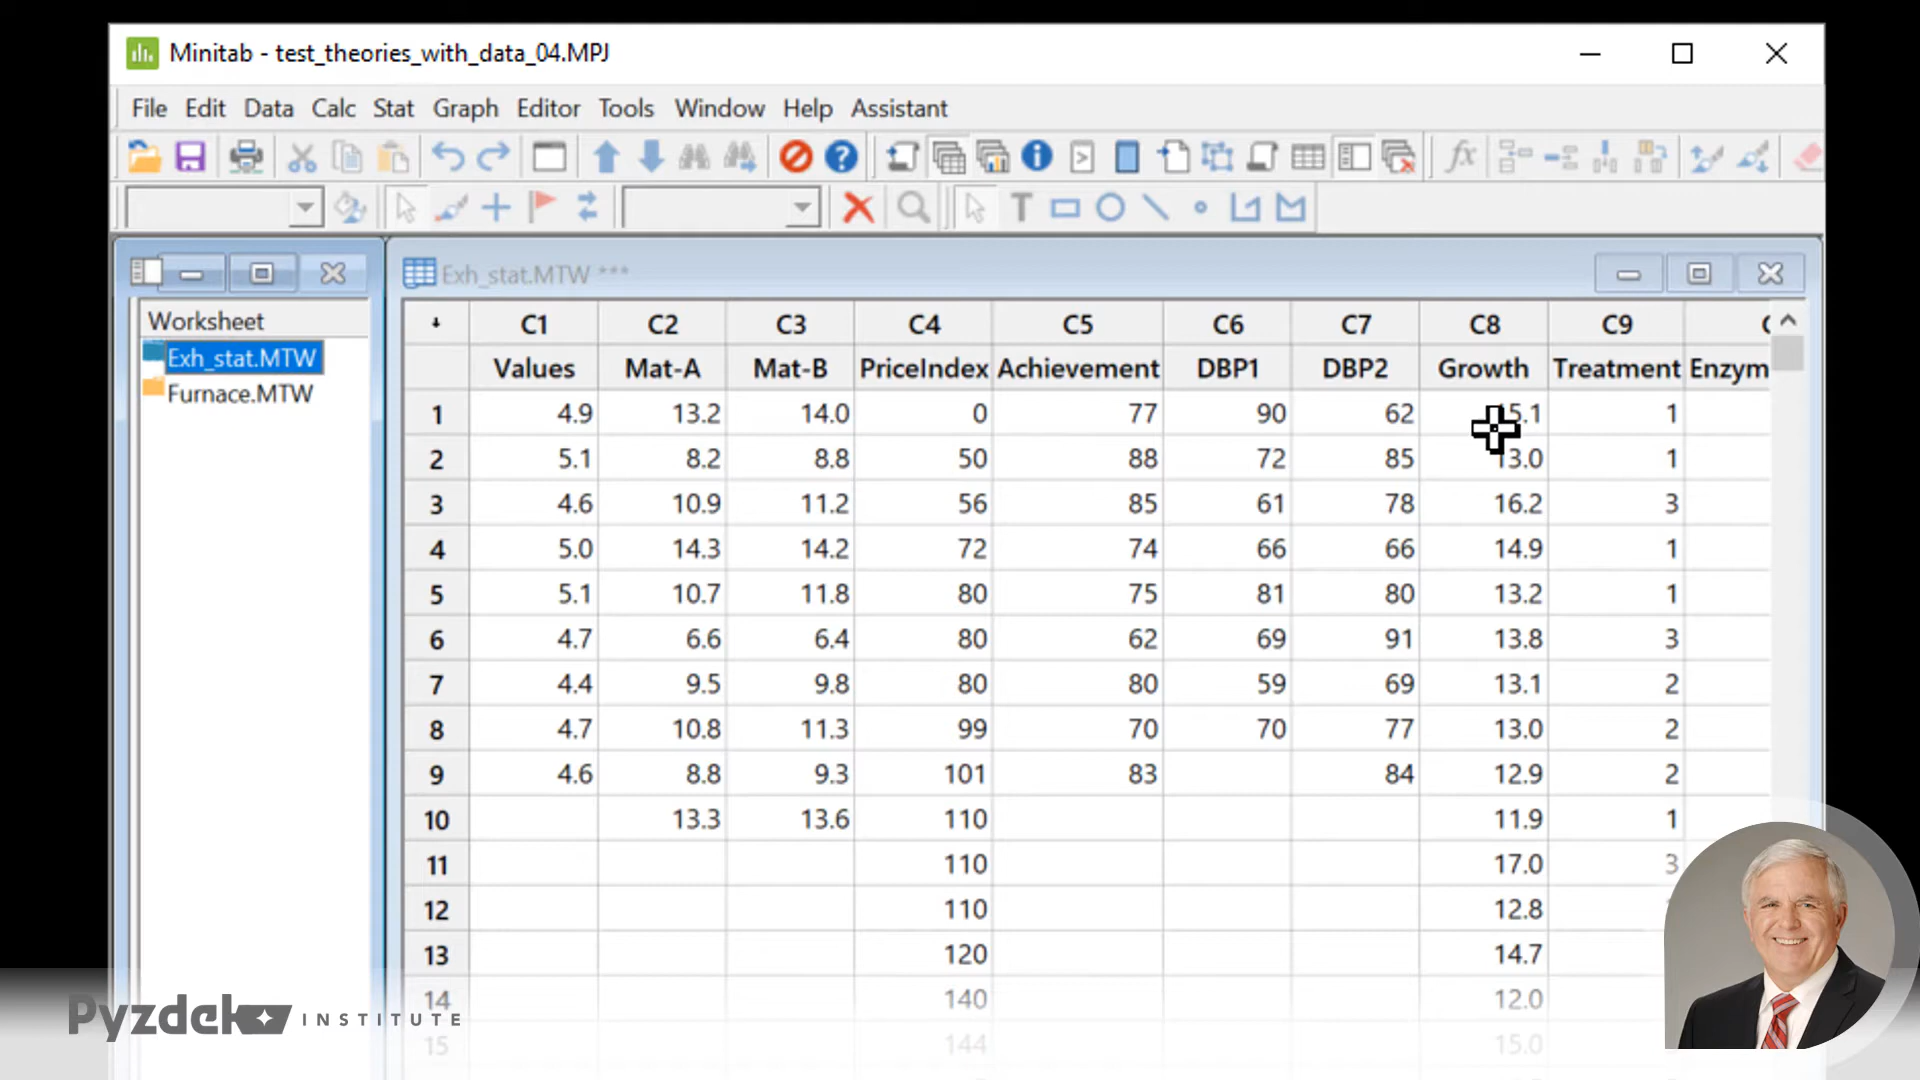 Minitab - test_theories_with_data_04.MPJ
File Edit Data Calc Stat Graph Editor Tools Window Help Assistant
Exh_stat.MTW ***
Worksheet
Exh_stat.MTW
Furnace.MTW
C1 C2 C3 C4 C5 C6 C7 C8 C9
Values Mat-A Mat-B PriceIndex Achievement DBP1 DBP2 Growth Treatment Enzym
1 4.9 13.2 14.0 0 77 90 62 15.1 1
2 5.1 8.2 8.8 50 88 72 85 13.0 1
3 4.6 10.9 11.2 56 85 61 78 16.2 3
4 5.0 14.3 14.2 72 74 66 66 14.9 1
5 5.1 10.7 11.8 80 75 81 80 13.2 1
6 4.7 6.6 6.4 80 62 69 91 13.8 3
7 4.4 9.5 9.8 80 80 59 69 13.1 2
8 4.7 10.8 11.3 99 70 70 77 13.0 2
9 4.6 8.8 9.3 101 83 84 12.9 2
10 13.3 13.6 110 11.9 1
11 110 17.0 3
12 110 12.8
13 120 14.7
14 140 12.0
15 144 15.0
Pyzdek INSTITUTE